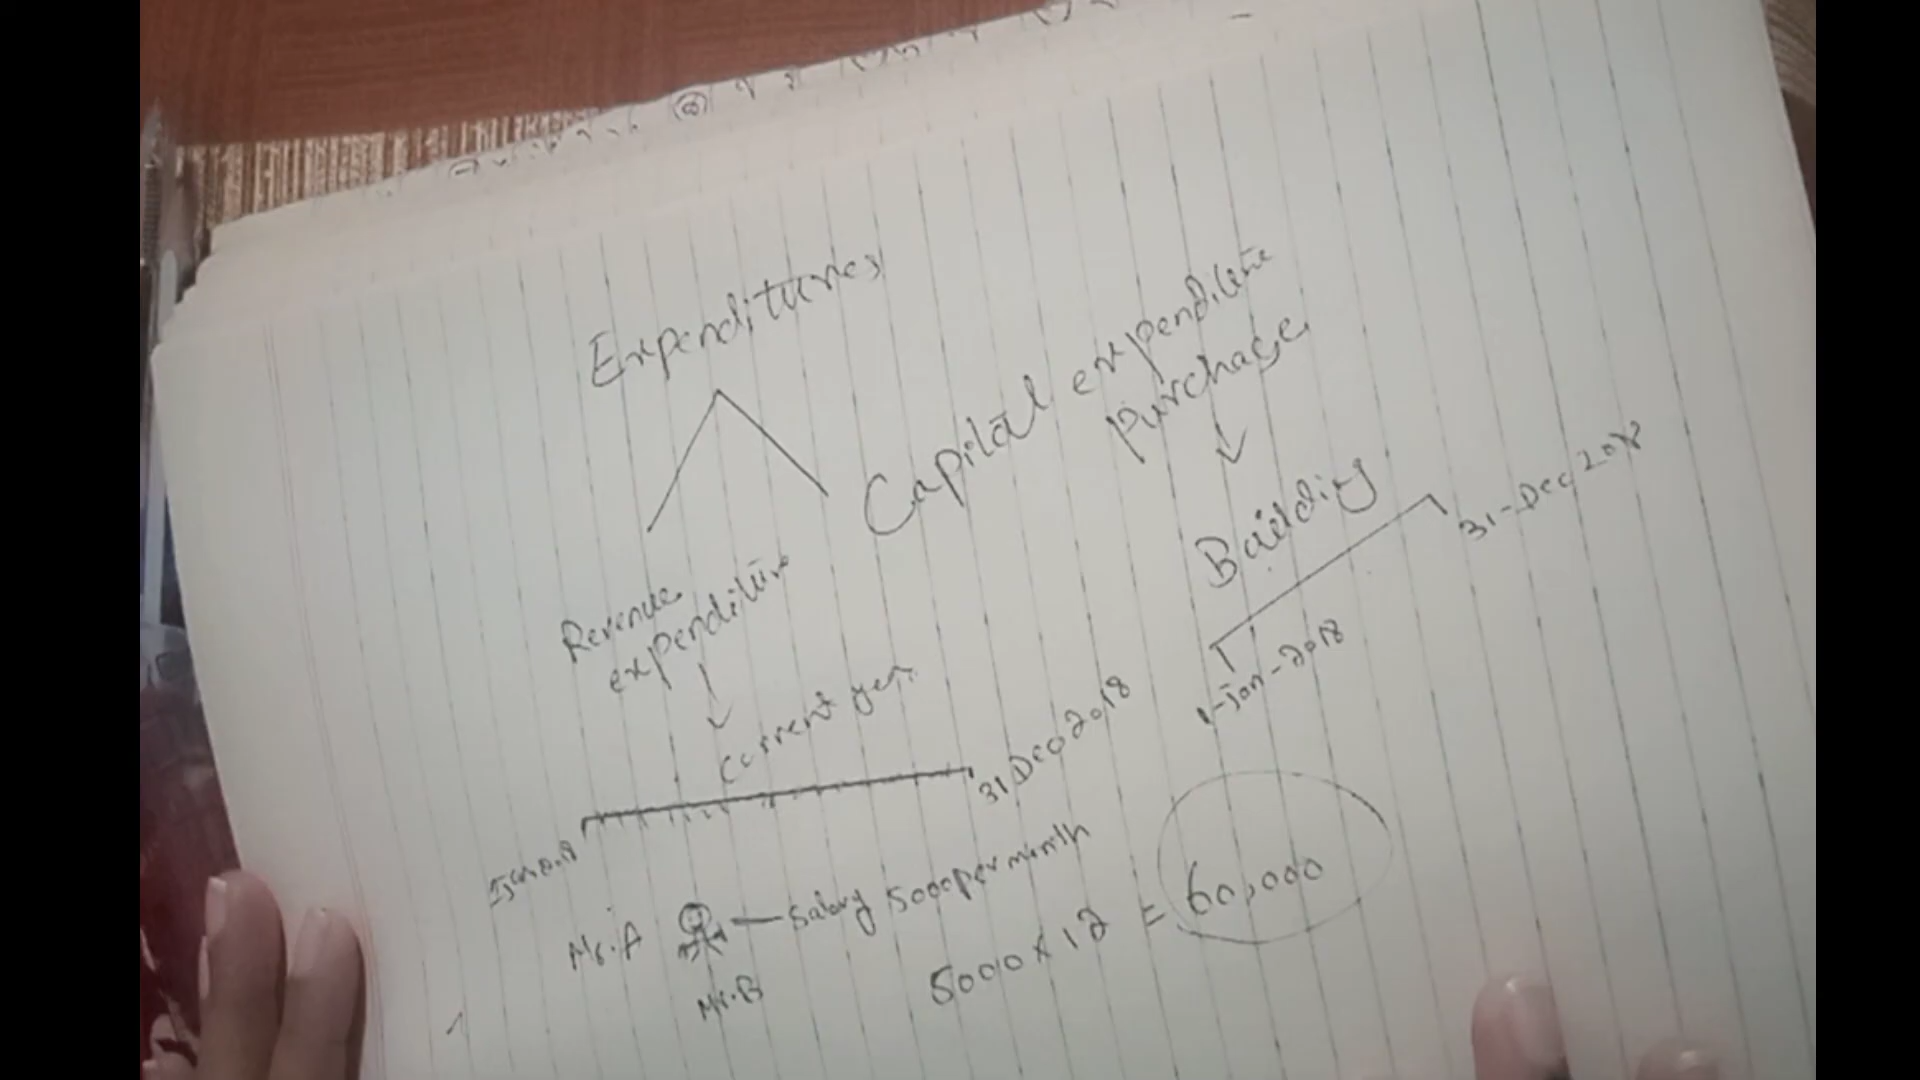 Expenditures
Capital expenditure
Purchase
Building
31-Dec 2018
1-Jan-2018
Revenue
expenditure
Current year
31 Dec 2018
Mr. A
Salary 5000 per month
Mr. B
5000 x 12 = 60,000